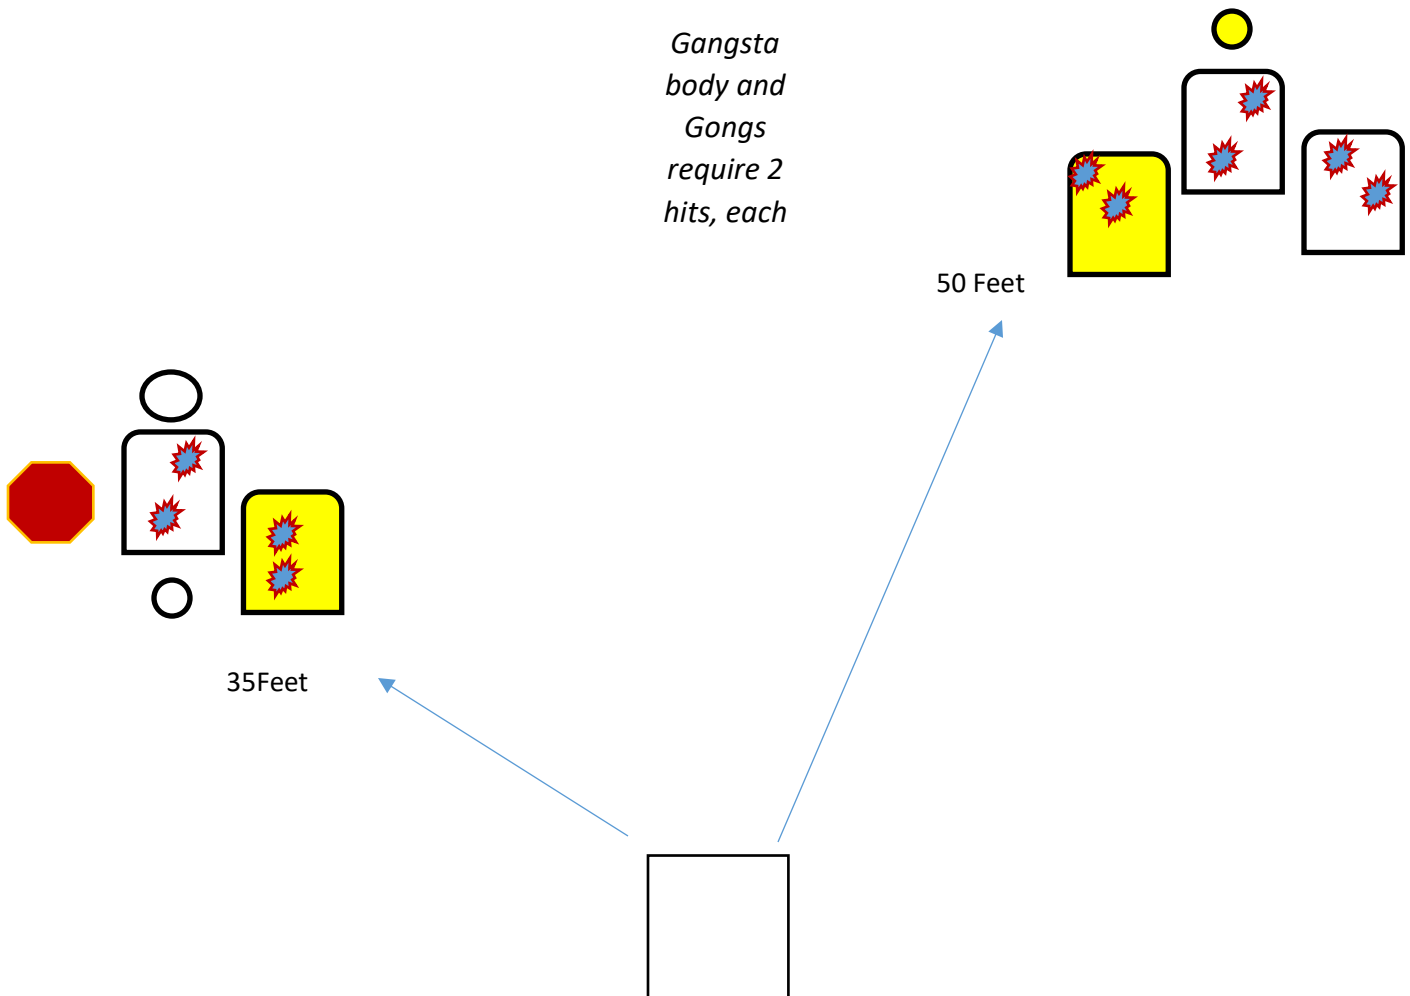 Gangsta
body and
Gongs
require 2
hits, each
50 Feet
35Feet